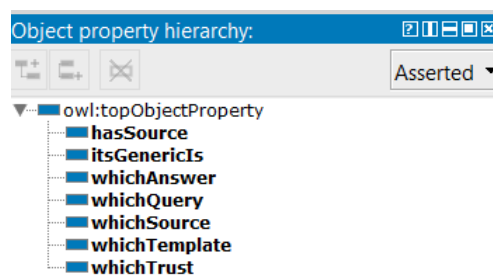 Object property hierarchy:
Asserted
owl:topObjectProperty
hasSource
itsGenericIs
whichAnswer
whichQuery
whichSource
whichTemplate
whichTrust